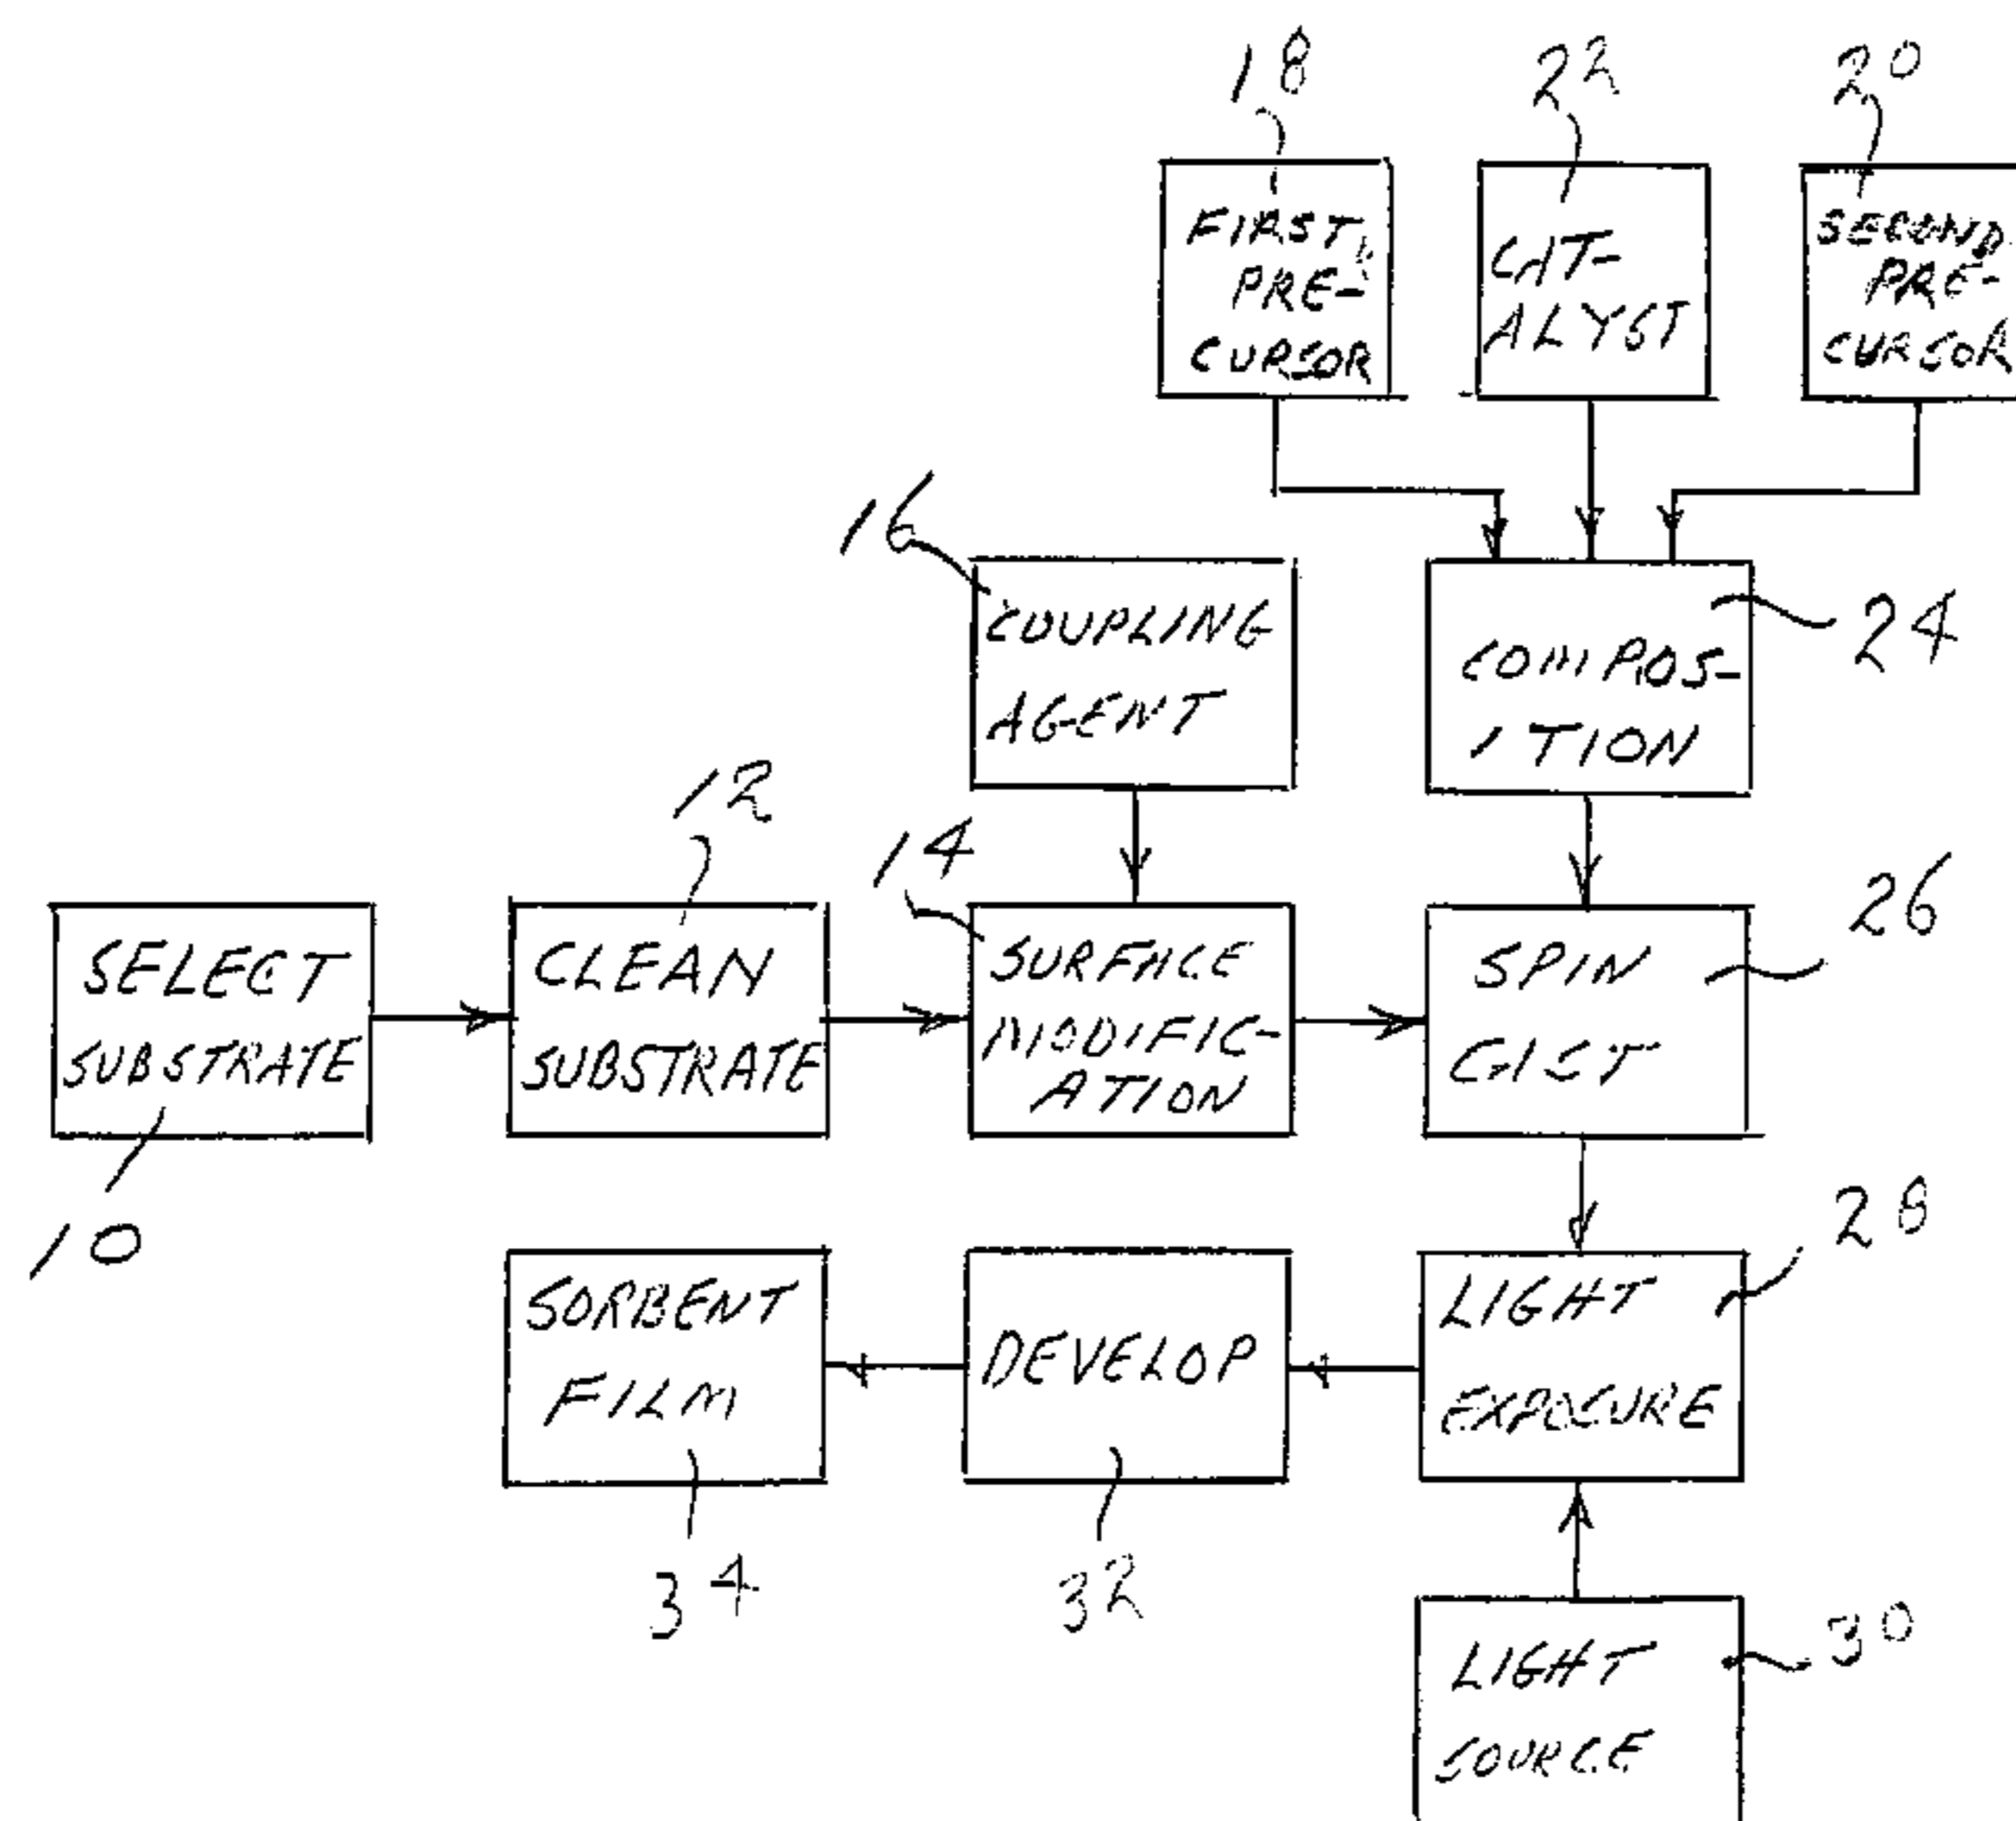 18
22
20
FIRST
PRE-
CURSOR
CAT-
ALYST
SECOND
PRE-
CURSOR
16
COUPLING
AGENT
24
COMPOS-
ITION
12
14
26
SELECT
SUBSTRATE
CLEAN
SUBSTRATE
SURFACE
MODIFIC-
ATION
SPIN
CAST
10
28
SORBENT
FILM
DEVELOP
LIGHT
EXPOSURE
34
32
30
LIGHT
SOURCE